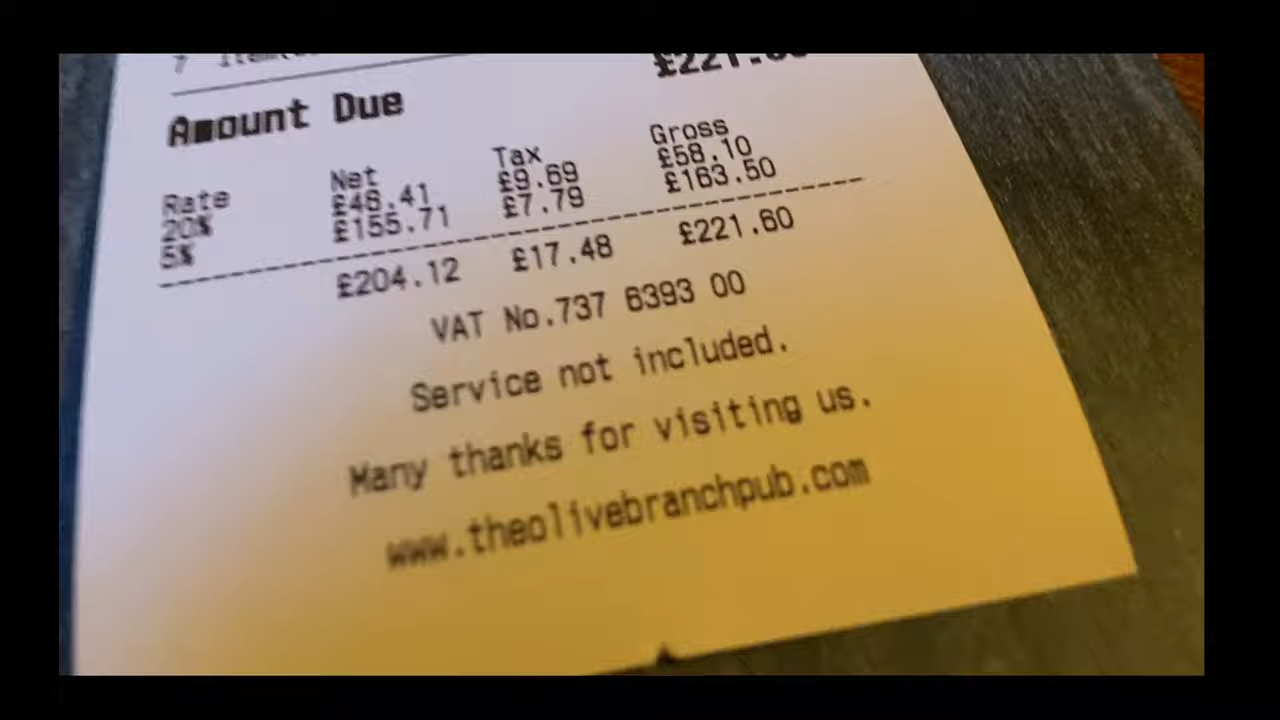 7
Amount Due £221.60
Rate Net Tax Gross
20% £48.41 £9.69 £58.10
5% £155.71 £7.79 £163.50
£204.12 £17.48 £221.60
VAT No.737 6393 00
Service not included.
Many thanks for visiting us.
www.theolivebranchpub.com